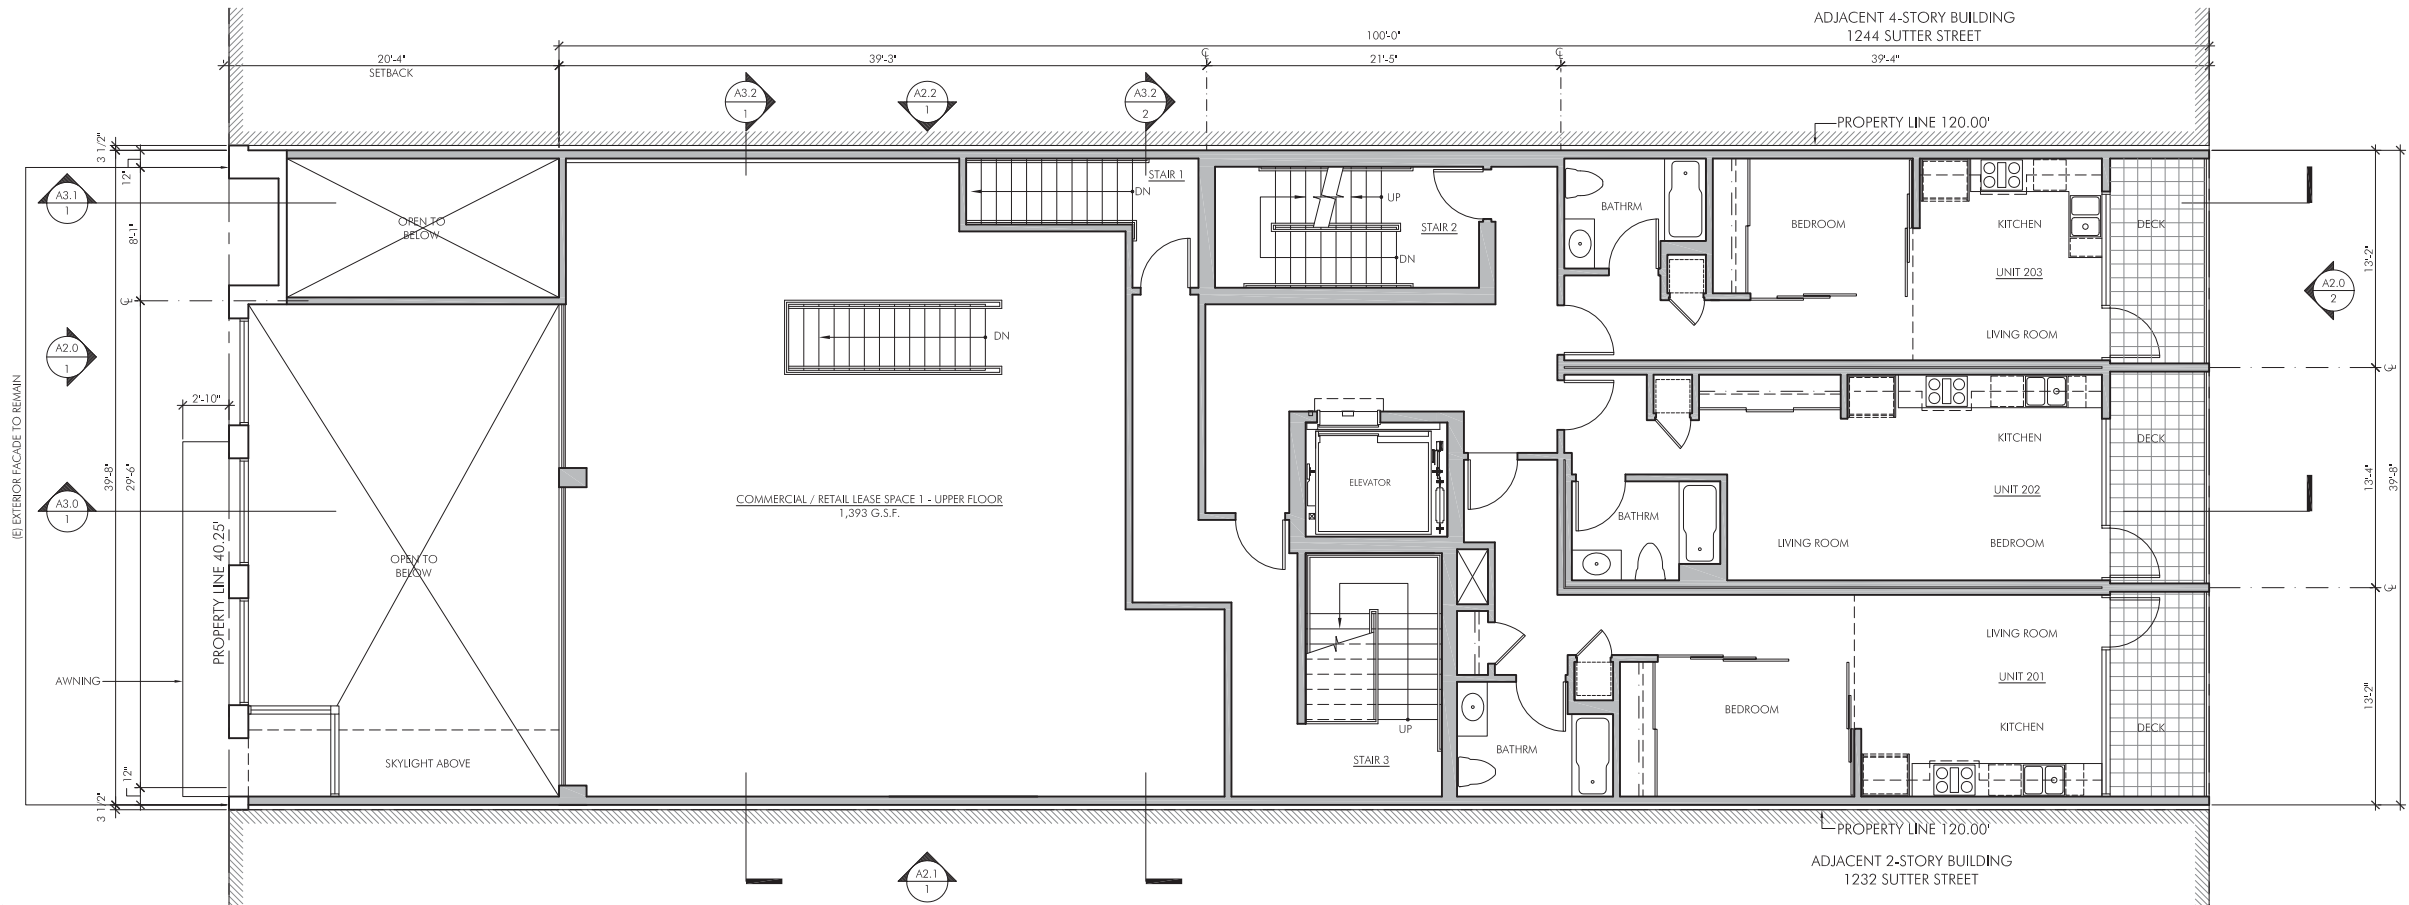 ADJACENT 4-STORY BUILDING
1244 SUTTER STREET
100'-0"
20'-4"
SETBACK
39'-3"
21'-5"
39'-4"
℄
℄
A3.2
1
A2.2
1
A3.2
2
PROPERTY LINE 120.00'
3 1/2"
12"
8'-1"
℄
A3.1
1
A2.0
1
A3.0
1
(E) EXTERIOR FACADE TO REMAIN
39'-8"
29'-6"
2'-10"
PROPERTY LINE 40.25'
AWNING
12"
3 1/2"
OPEN TO
BELOW
OPEN TO
BELOW
SKYLIGHT ABOVE
COMMERCIAL / RETAIL LEASE SPACE 1 - UPPER FLOOR
1,393 G.S.F.
DN
STAIR 1
DN
UP
STAIR 2
DN
ELEVATOR
UP
STAIR 3
BATHRM
BEDROOM
KITCHEN
UNIT 203
LIVING ROOM
DECK
KITCHEN
UNIT 202
BATHRM
LIVING ROOM
BEDROOM
DECK
LIVING ROOM
UNIT 201
BEDROOM
KITCHEN
BATHRM
DECK
A2.0
2
13'-2"
℄
13'-4"
39'-8"
℄
13'-2"
A2.1
1
PROPERTY LINE 120.00'
ADJACENT 2-STORY BUILDING
1232 SUTTER STREET